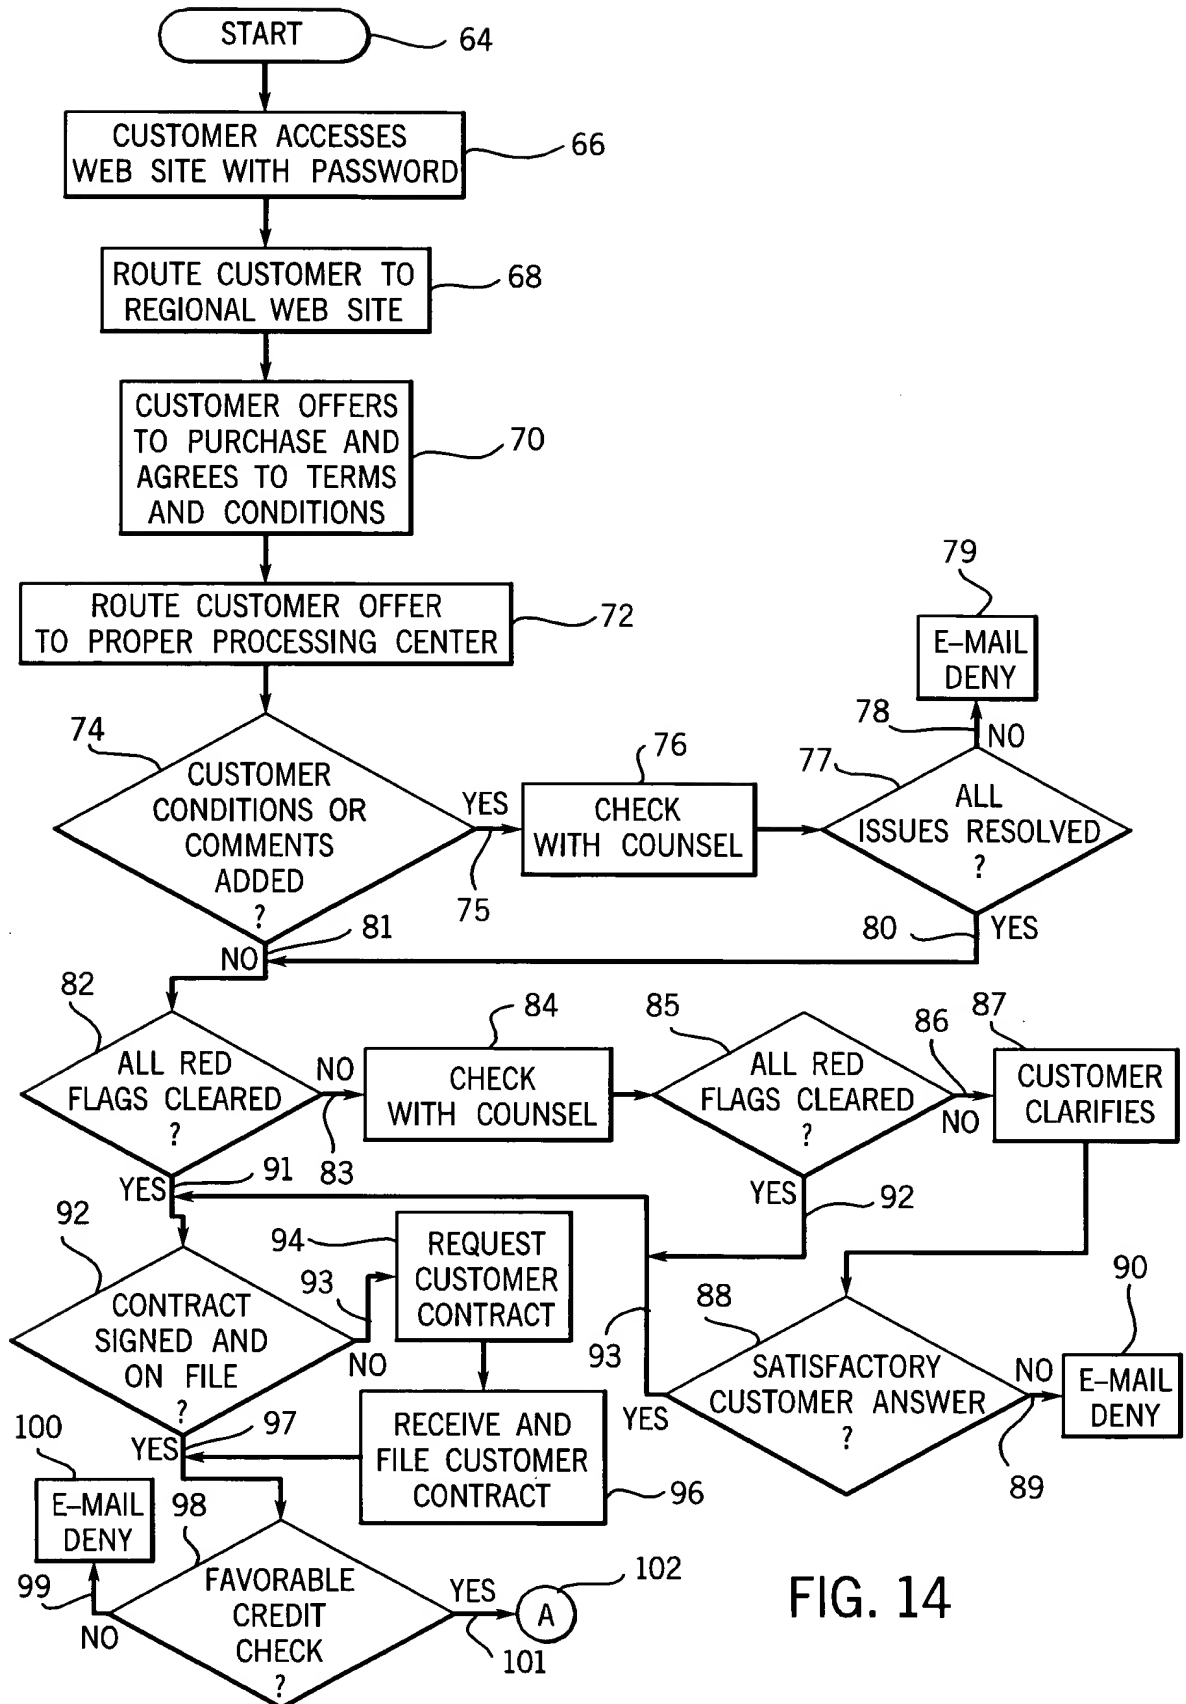 START
64
CUSTOMER ACCESSES
WEB SITE WITH PASSWORD
66
ROUTE CUSTOMER TO
REGIONAL WEB SITE
68
CUSTOMER OFFERS
TO PURCHASE AND
AGREES TO TERMS
AND CONDITIONS
70
ROUTE CUSTOMER OFFER
TO PROPER PROCESSING CENTER
72
79
E-MAIL
DENY
78
NO
74
CUSTOMER
CONDITIONS OR
COMMENTS
ADDED
?
YES
75
76
CHECK
WITH COUNSEL
77
ALL
ISSUES RESOLVED
?
80
YES
81
NO
82
ALL RED
FLAGS CLEARED
?
NO
83
84
CHECK
WITH COUNSEL
85
ALL RED
FLAGS CLEARED
?
86
NO
87
CUSTOMER
CLARIFIES
YES
91
YES
92
92
CONTRACT
SIGNED AND
ON FILE
?
93
NO
94
REQUEST
CUSTOMER
CONTRACT
93
YES
88
SATISFACTORY
CUSTOMER ANSWER
?
NO
89
90
E-MAIL
DENY
YES
97
RECEIVE AND
FILE CUSTOMER
CONTRACT
96
100
E-MAIL
DENY
99
NO
98
FAVORABLE
CREDIT
CHECK
?
YES
101
A
102
FIG. 14